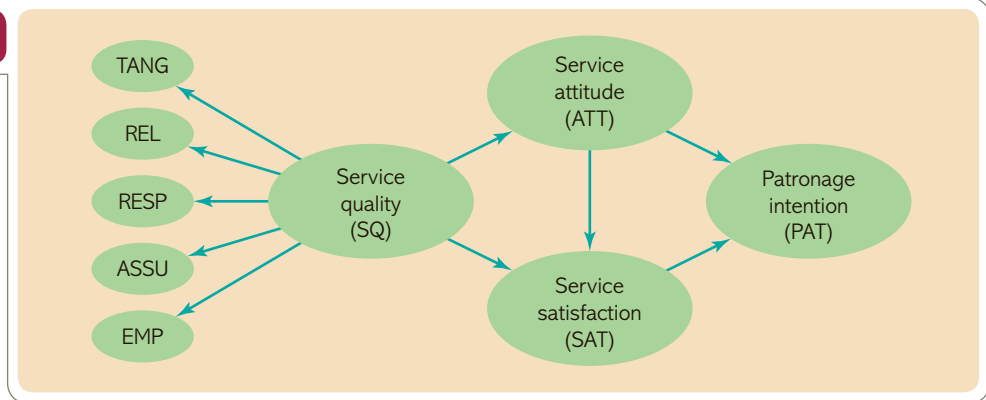 TANG
REL
RESP
ASSU
EMP
Service
quality
(SQ)
Service
attitude
(ATT)
Service
satisfaction
(SAT)
Patronage
intention
(PAT)